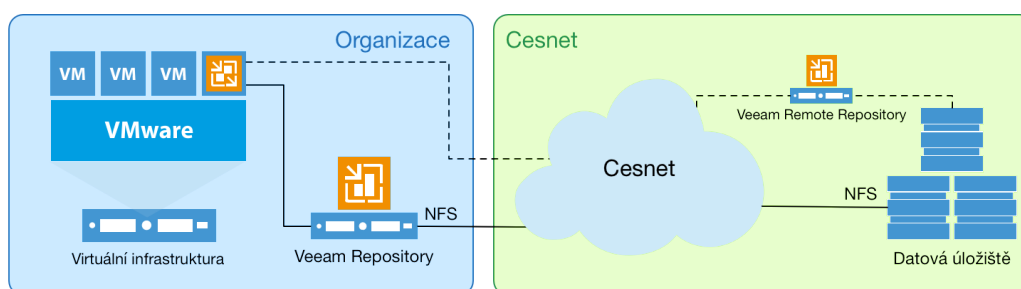 Organizace
VM VM VM
VMware
Virtuální infrastruktura
NFS
Veeam Repository
Cesnet
Cesnet
Veeam Remote Repository
NFS
Datová úložiště